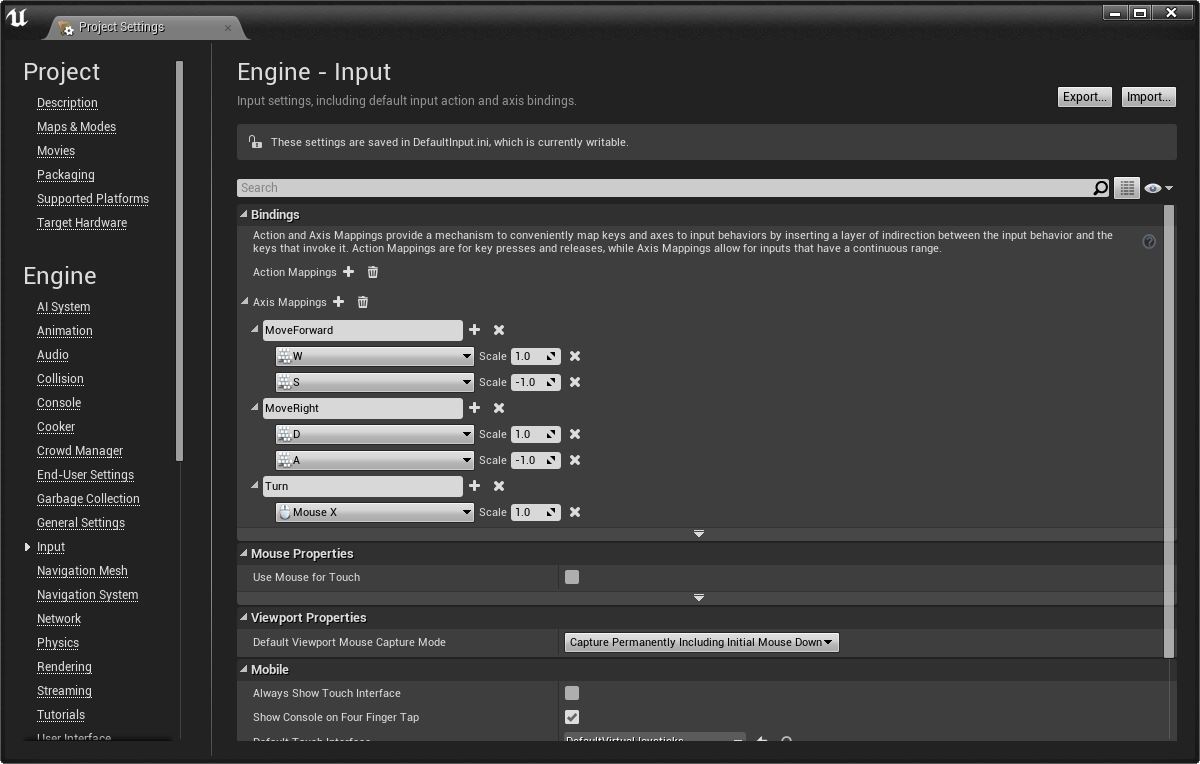 Project Settings
Project
Description
Maps & Modes
Movies
Packaging
Supported Platforms
Target Hardware
Engine
AI System
Animation
Audio
Collision
Console
Cooker
Crowd Manager
End-User Settings
Garbage Collection
General Settings
Input
Navigation Mesh
Navigation System
Network
Physics
Rendering
Streaming
Tutorials
User Interface
Engine - Input
Input settings, including default input action and axis bindings.
Export... Import...
These settings are saved in DefaultInput.ini, which is currently writable.
Search
Bindings
Action and Axis Mappings provide a mechanism to conveniently map keys and axes to input behaviors by inserting a layer of indirection between the input behavior and the
keys that invoke it. Action Mappings are for key presses and releases, while Axis Mappings allow for inputs that have a continuous range.
Action Mappings
Axis Mappings
MoveForward
W Scale 1.0
S Scale -1.0
MoveRight
D Scale 1.0
A Scale -1.0
Turn
Mouse X Scale 1.0
Mouse Properties
Use Mouse for Touch
Viewport Properties
Default Viewport Mouse Capture Mode Capture Permanently Including Initial Mouse Down
Mobile
Always Show Touch Interface
Show Console on Four Finger Tap
Default Touch Interface DefaultVirtualJoysticks